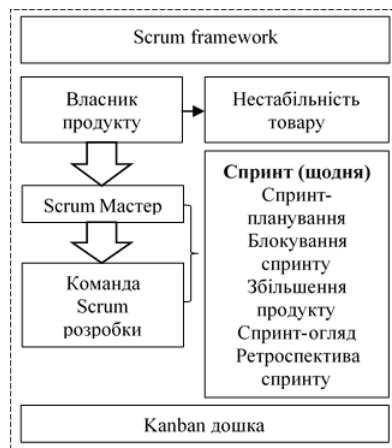 Scrum framework
Власник
продукту
Нестабільність
товару
Scrum Мастер
Команда
Scrum
розробки
Спринт (щодня)
Спринт-
планування
Блокування
спринту
Збільшення
продукту
Спринт-огляд
Ретроспектива
спринту
Kanban дошка